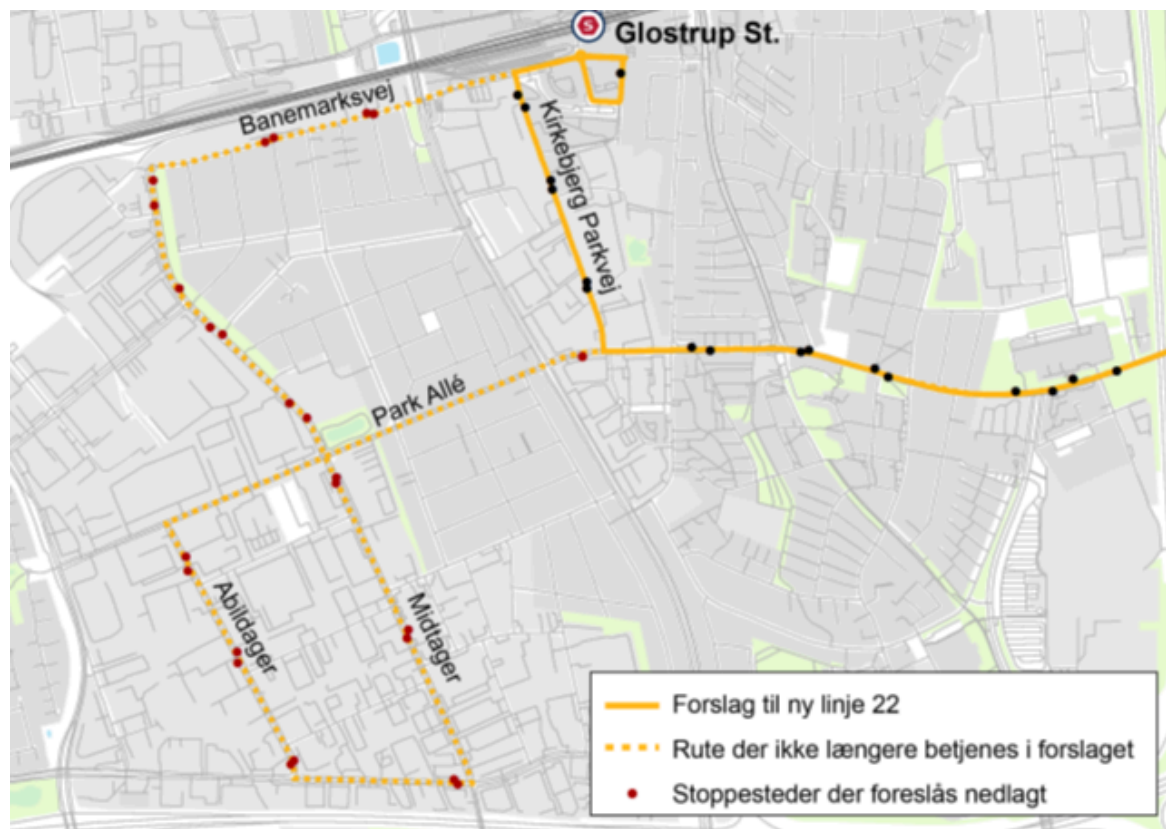 S
Glostrup St.
Banemarksvej
Kirkebjerg Parkvej
Park Allé
Abildager
Midtager
Forslag til ny linje 22
Rute der ikke længere betjenes i forslaget
Stoppesteder der foreslås nedlagt